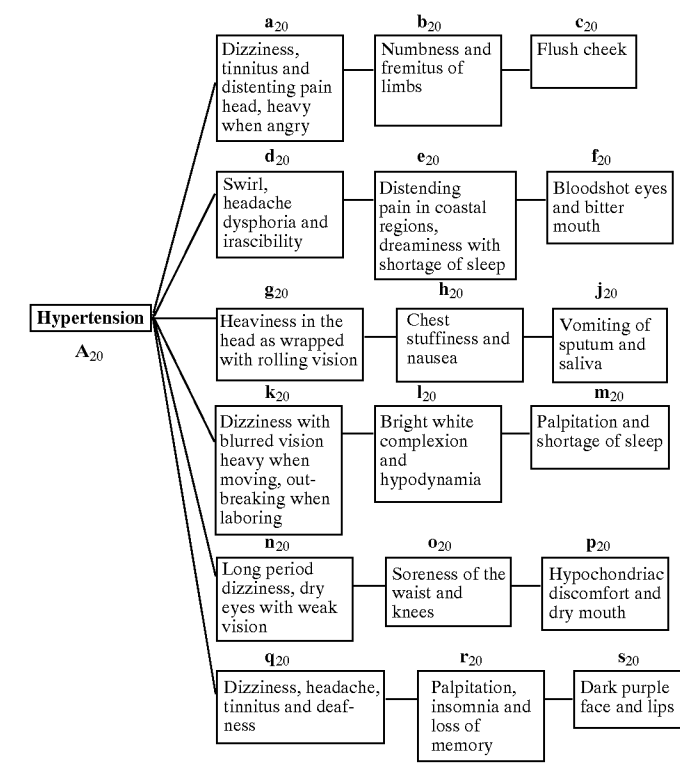 a20
b20
c20
Dizziness,
tinnitus and
distenting pain
head, heavy
when angry
Numbness and
fremitus of
limbs
Flush cheek
d20
e20
f20
Swirl,
headache
dysphoria and
irascibility
Distending
pain in coastal
regions,
dreaminess with
shortage of sleep
Bloodshot eyes
and bitter
mouth
g20
h20
j20
Hypertension
A20
Heaviness in the
head as wrapped
with rolling vision
Chest
stuffiness and
nausea
Vomiting of
sputum and
saliva
k20
l20
m20
Dizziness with
blurred vision
heavy when
moving, out-
breaking when
laboring
Bright white
complexion
and
hypodynamia
Palpitation and
shortage of sleep
n20
o20
p20
Long period
dizziness, dry
eyes with weak
vision
Soreness of the
waist and
knees
Hypochondriac
discomfort and
dry mouth
q20
r20
s20
Dizziness, headache,
tinnitus and deaf-
ness
Palpitation,
insomnia and
loss of
memory
Dark purple
face and lips